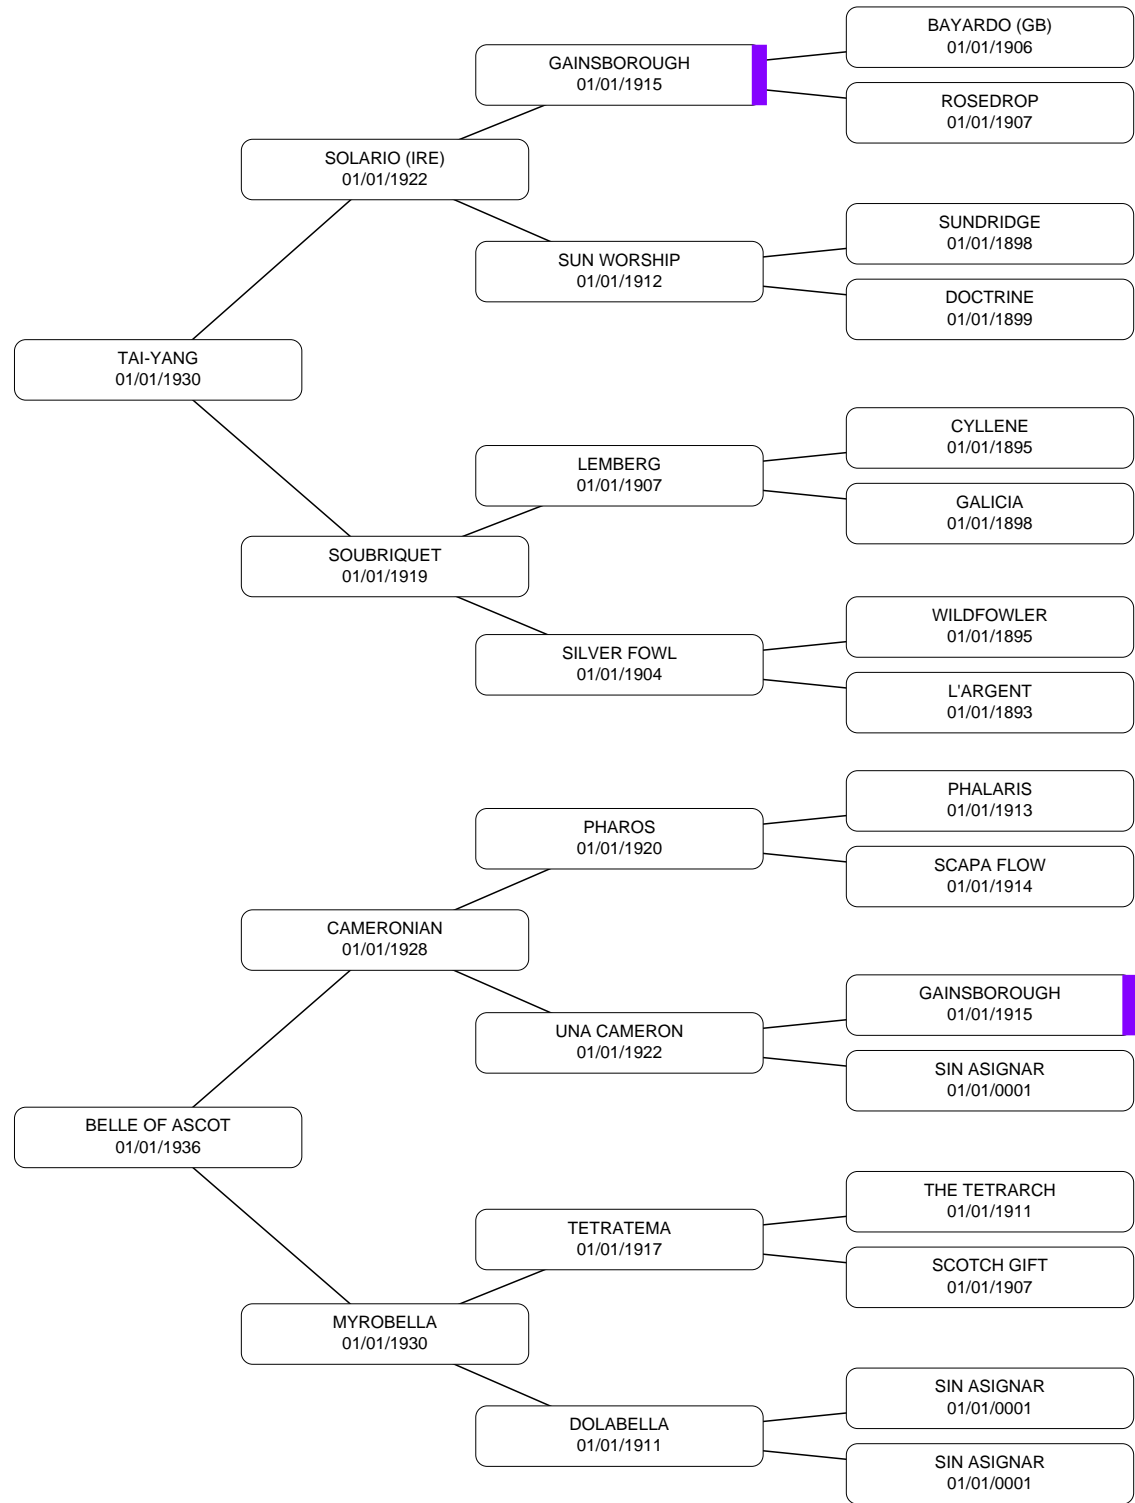 BAYARDO (GB)
01/01/1906
GAINSBOROUGH
01/01/1915
ROSEDROP
01/01/1907
SOLARIO (IRE)
01/01/1922
SUNDRIDGE
01/01/1898
SUN WORSHIP
01/01/1912
DOCTRINE
01/01/1899
TAI-YANG
01/01/1930
CYLLENE
01/01/1895
LEMBERG
01/01/1907
GALICIA
01/01/1898
SOUBRIQUET
01/01/1919
WILDFOWLER
01/01/1895
SILVER FOWL
01/01/1904
L'ARGENT
01/01/1893
PHALARIS
01/01/1913
PHAROS
01/01/1920
SCAPA FLOW
01/01/1914
CAMERONIAN
01/01/1928
GAINSBOROUGH
01/01/1915
UNA CAMERON
01/01/1922
SIN ASIGNAR
01/01/0001
BELLE OF ASCOT
01/01/1936
THE TETRARCH
01/01/1911
TETRATEMA
01/01/1917
SCOTCH GIFT
01/01/1907
MYROBELLA
01/01/1930
SIN ASIGNAR
01/01/0001
DOLABELLA
01/01/1911
SIN ASIGNAR
01/01/0001